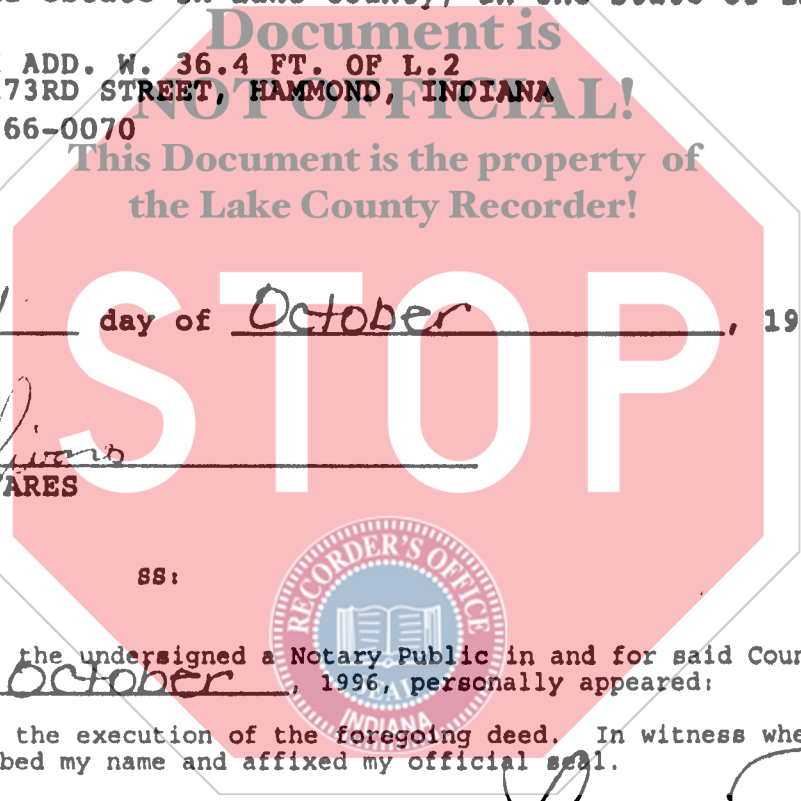 Document is
ADD. W. 36.4 FT. OF L.2
173RD STREET, HAMMOND, INDIANA
NOT OFFICIAL!
66-0070
This Document is the property of
the Lake County Recorder!
day of October, 19
STOP
ARES
SS:
RECORDER'S OFFICE
INDIANA
the undersigned a Notary Public in and for said Coun
October, 1996, personally appeared:
the execution of the foregoing deed. In witness whe
bed my name and affixed my official seal.